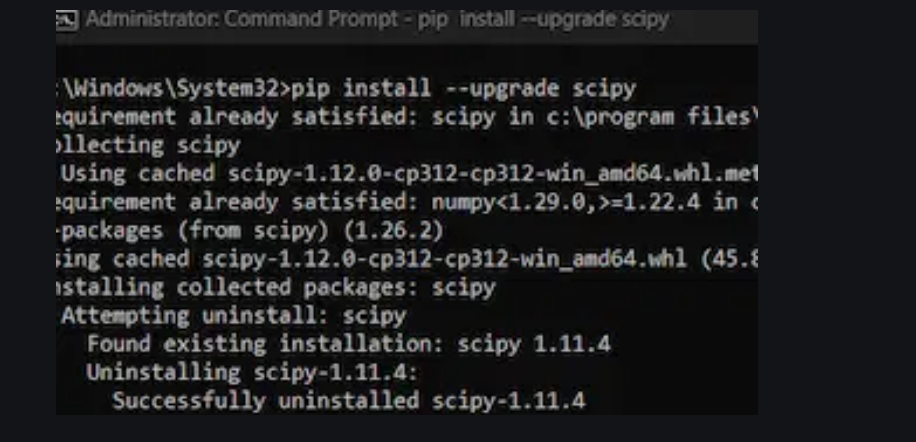 Administrator: Command Prompt - pip install --upgrade scipy
:\Windows\System32>pip install --upgrade scipy
equirement already satisfied: scipy in c:\program files\
ollecting scipy
Using cached scipy-1.12.0-cp312-cp312-win_amd64.whl.met
equirement already satisfied: numpy<1.29.0,>=1.22.4 in c
-packages (from scipy) (1.26.2)
sing cached scipy-1.12.0-cp312-cp312-win_amd64.whl (45.8
nstalling collected packages: scipy
Attempting uninstall: scipy
Found existing installation: scipy 1.11.4
Uninstalling scipy-1.11.4:
Successfully uninstalled scipy-1.11.4